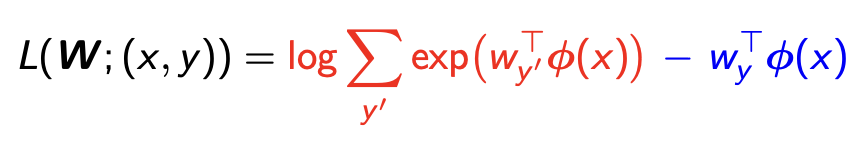 L(W; (x, y)) = log ∑_{y′} exp(w_{y′}^⊤ ϕ(x)) − w_y^⊤ ϕ(x)